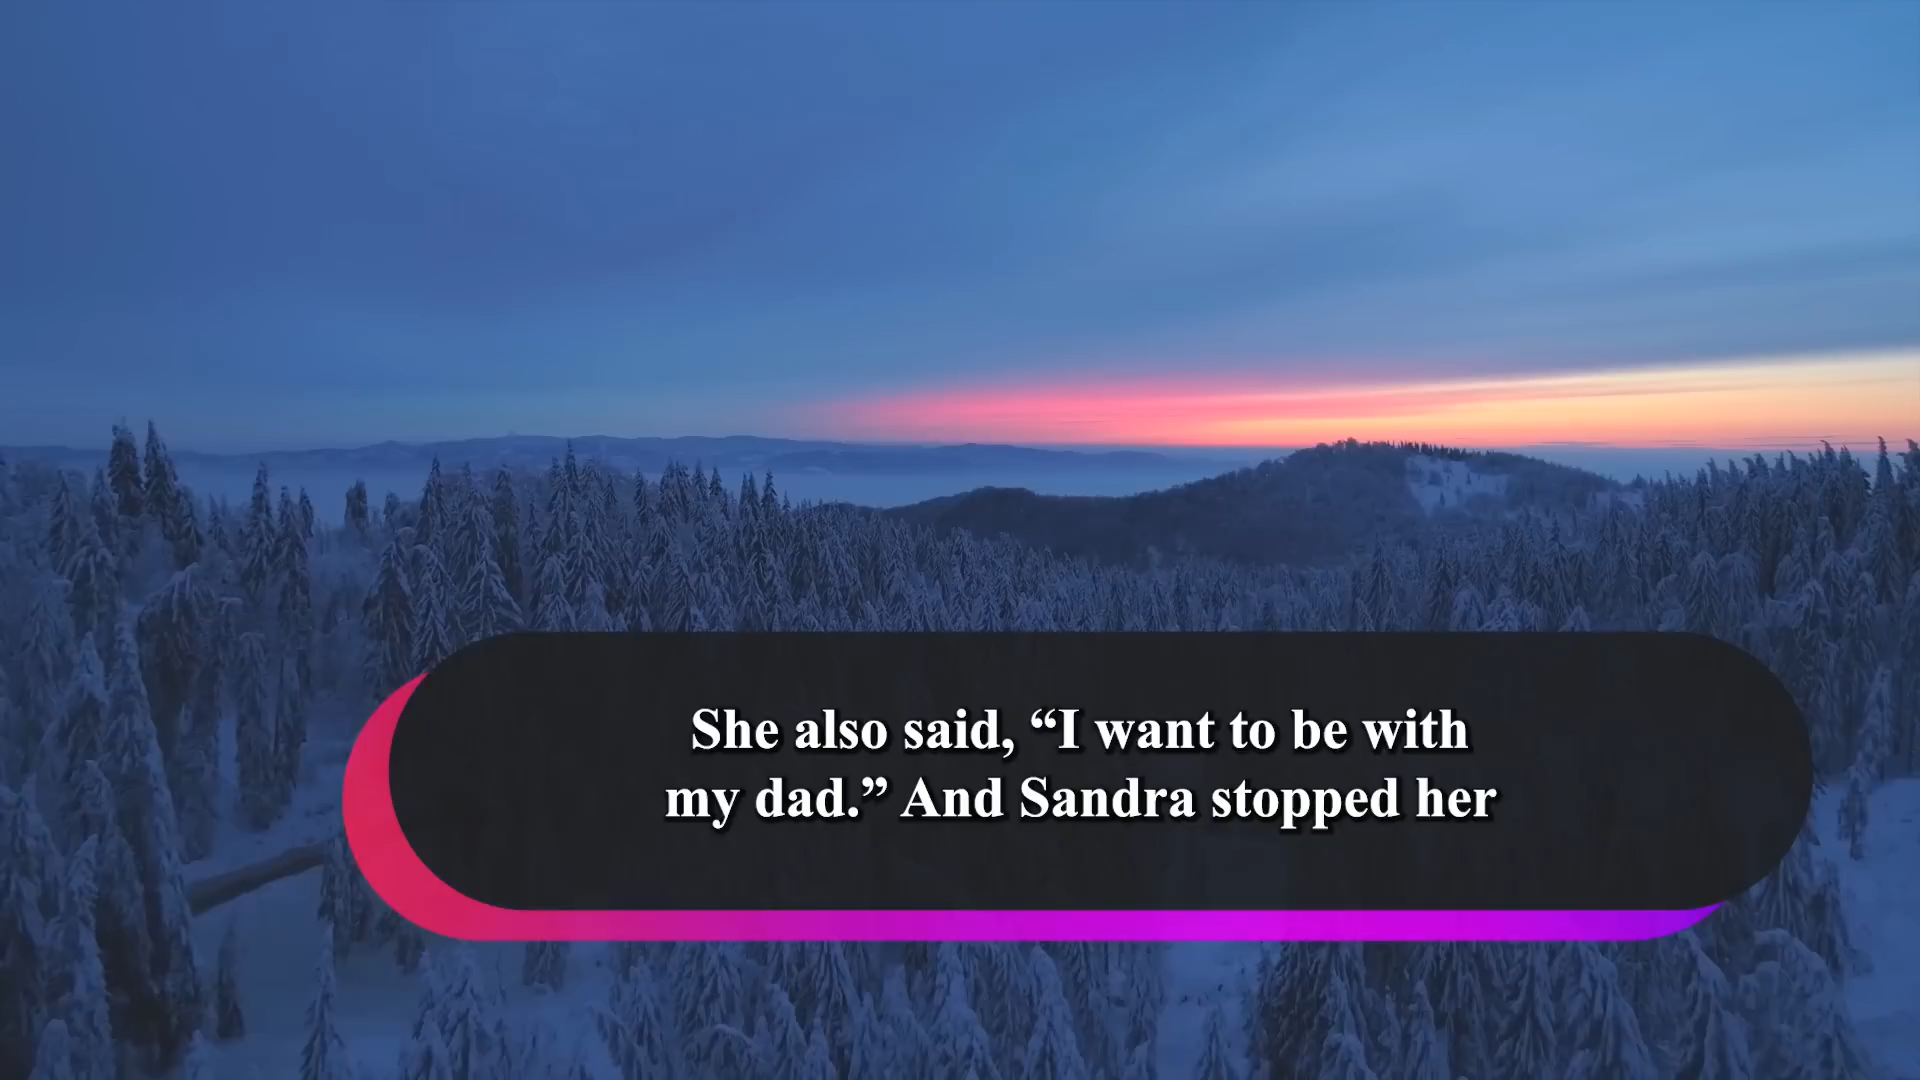 She also said, “I want to be with
my dad.” And Sandra stopped her